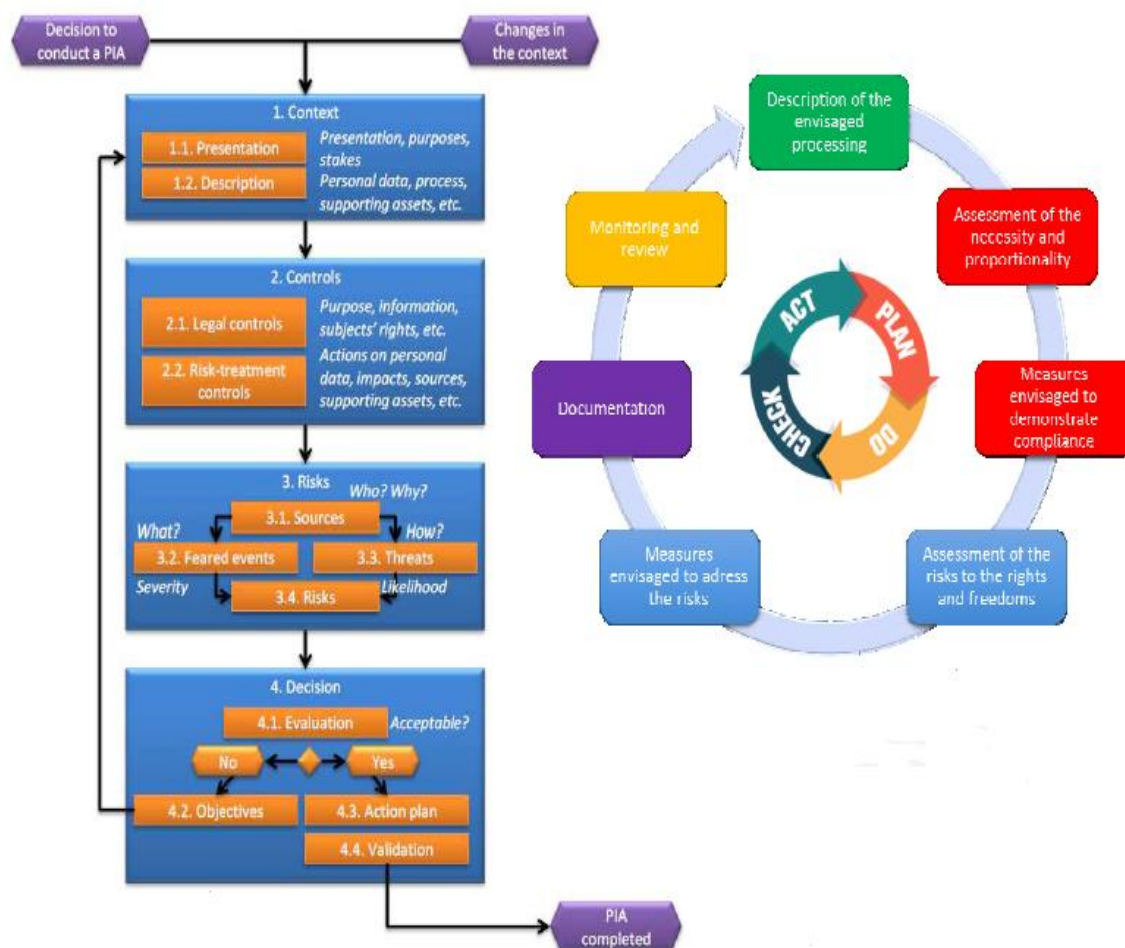 Decision to
conduct a PIA
Changes in
the context
1. Context
1.1. Presentation
Presentation, purposes,
stakes
1.2. Description
Personal data, process,
supporting assets, etc.
2. Controls
2.1. Legal controls
Purpose, information,
subjects' rights, etc.
2.2. Risk-treatment
controls
Actions on personal
data, impacts, sources,
supporting assets, etc.
3. Risks
Who? Why?
3.1. Sources
What?
How?
3.2. Feared events
3.3. Threats
Severity
Likelihood
3.4. Risks
4. Decision
4.1. Evaluation
Acceptable?
No
Yes
4.2. Objectives
4.3. Action plan
4.4. Validation
PIA
completed
Description of the
envisaged
processing
Assessment of the
necessity and
proportionality
Measures
envisaged to
demonstrate
compliance
Assessment of the
risks to the rights
and freedoms
Measures
envisaged to adress
the risks
Documentation
Monitoring and
review
ACT
PLAN
DO
CHECK